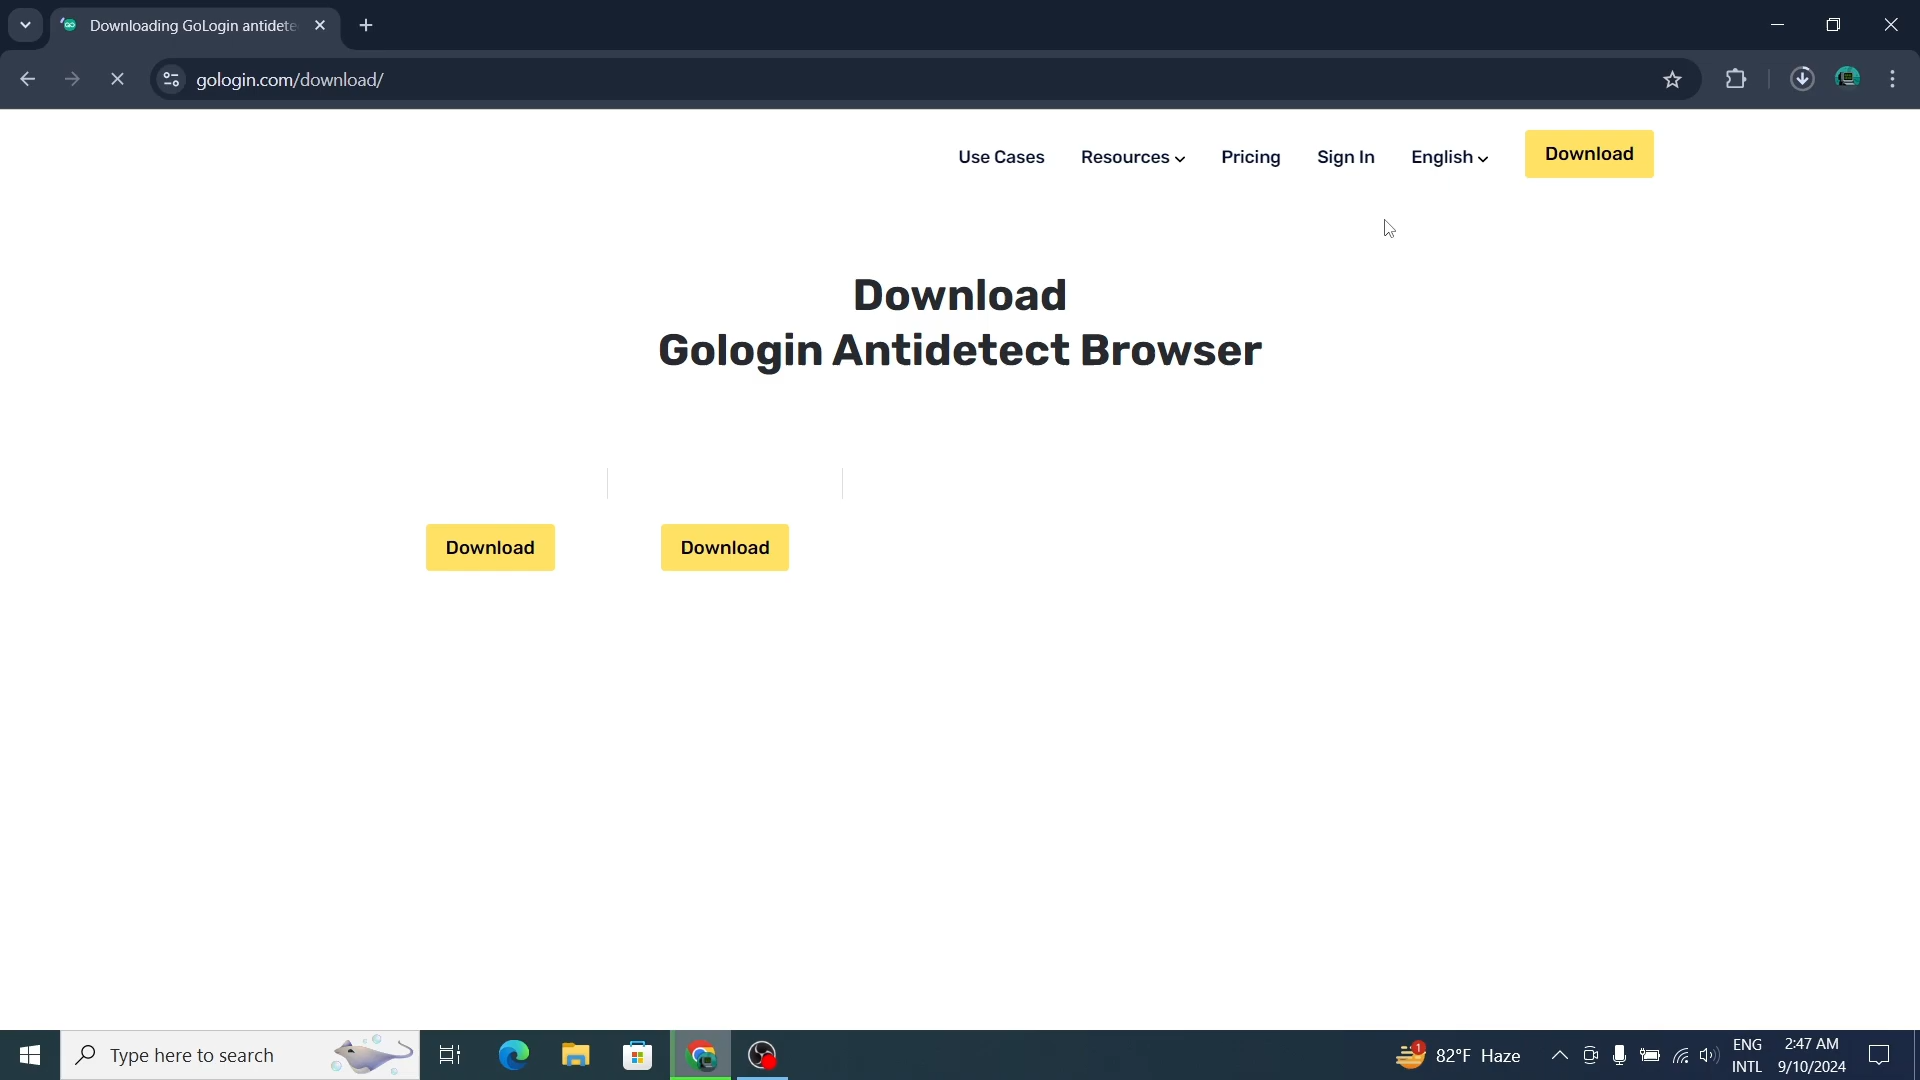 Downloading GoLogin antidete
gologin.com/download/
Use Cases
Resources
Pricing
Sign In
English
Download
Download
Gologin Antidetect Browser
Download
Download
Type here to search
1
82°F Haze
ENG
INTL
2:47 AM
9/10/2024